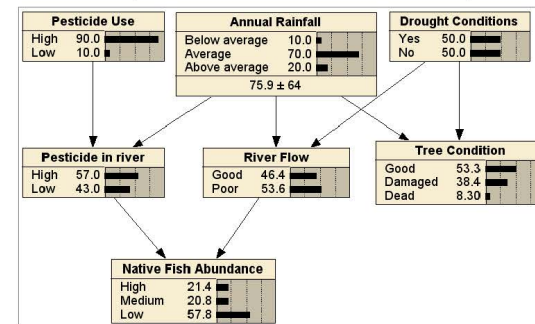 Pesticide Use
High 90.0
Low 10.0
Annual Rainfall
Below average 10.0
Average 70.0
Above average 20.0
75.9 ± 64
Drought Conditions
Yes 50.0
No 50.0
Pesticide in river
High 57.0
Low 43.0
River Flow
Good 46.4
Poor 53.6
Tree Condition
Good 53.3
Damaged 38.4
Dead 8.30
Native Fish Abundance
High 21.4
Medium 20.8
Low 57.8